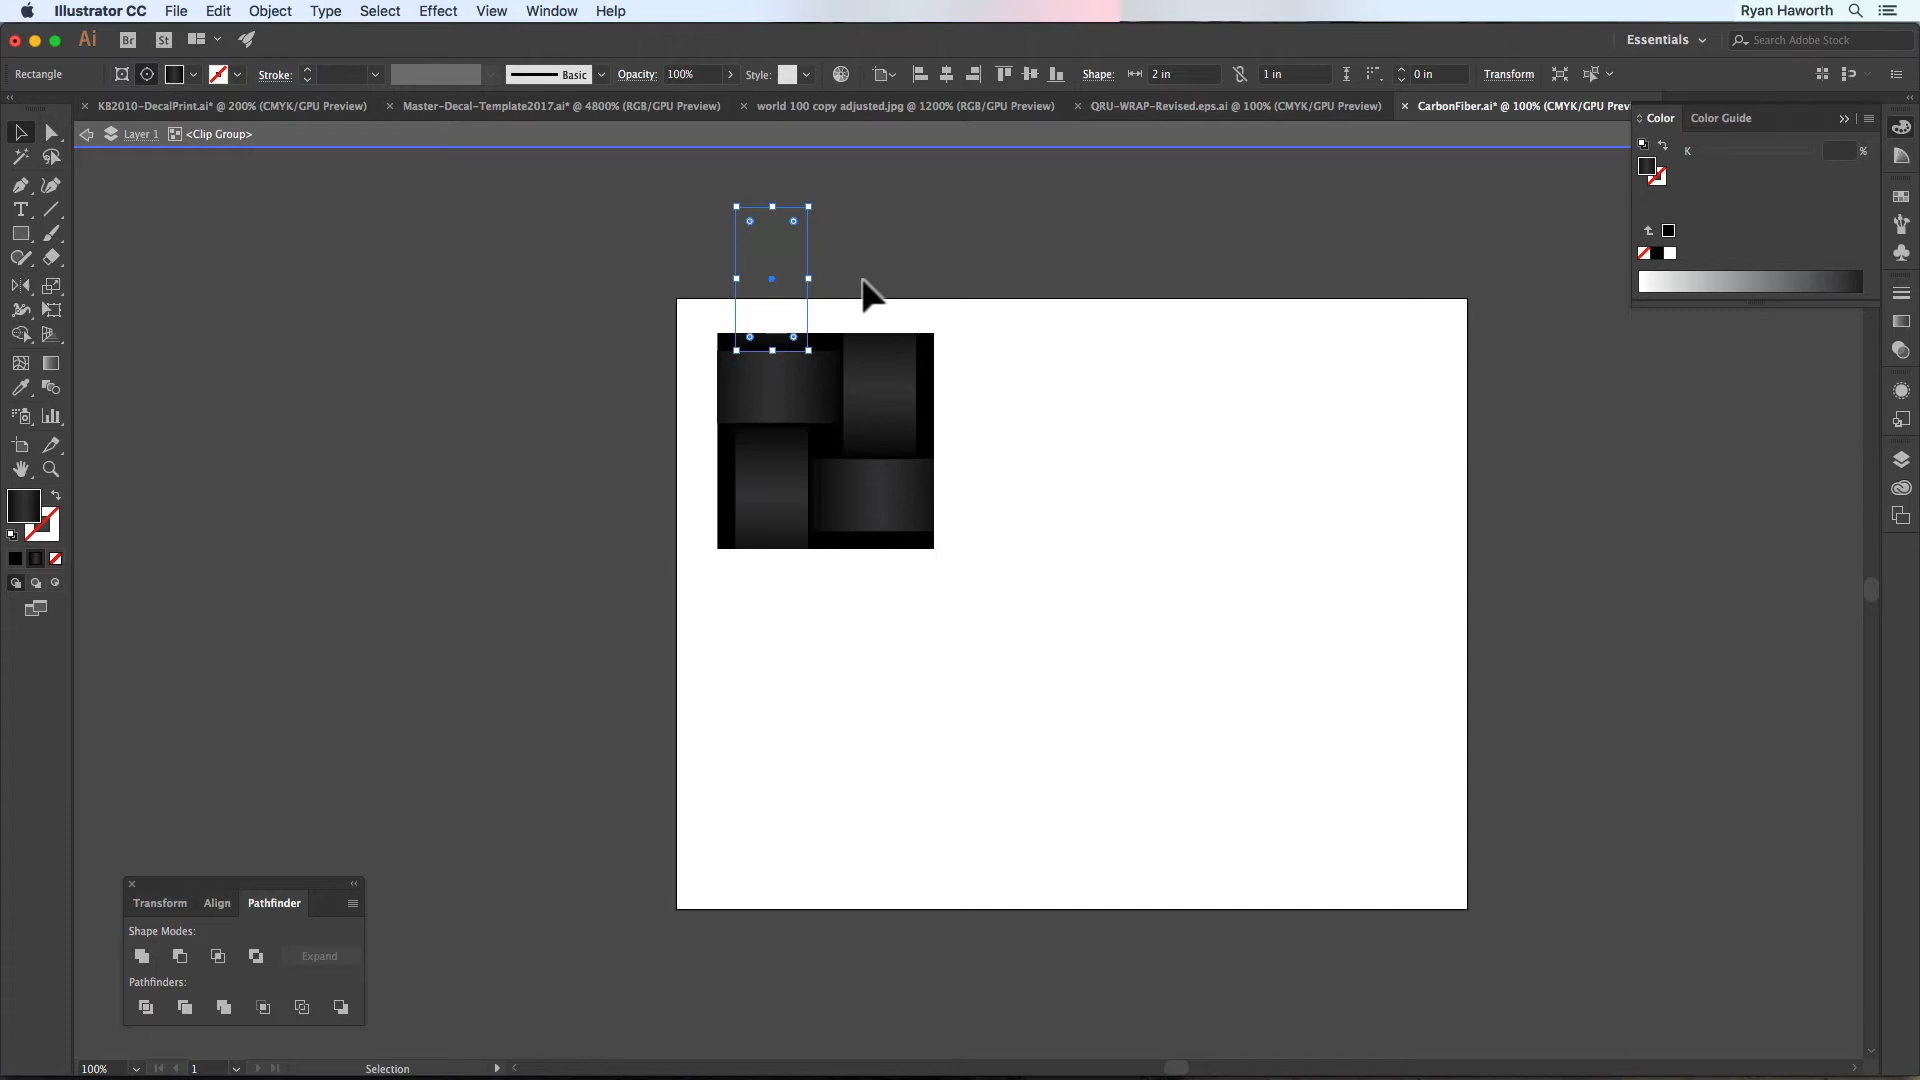 Illustrator CC File Edit Object Type Select Effect View Window Help Ryan Haworth
Ai Br St Essentials Search Adobe Stock
Rectangle Stroke: Basic Opacity: 100% Style: Shape: 2 in 1 in 0 in Transform
KB2010-DecalPrint.ai* @ 200% (CMYK/GPU Preview) Master-Decal-Template2017.ai* @ 4800% (RGB/GPU Preview) world 100 copy adjusted.jpg @ 1200% (RGB/GPU Preview) QRU-WRAP-Revised.eps.ai @ 100% (CMYK/GPU Preview) CarbonFiber.ai* @ 100% (CMYK/GPU Prev
Color Color Guide
Layer 1 <Clip Group>
K %
Transform Align Pathfinder
Shape Modes:
Expand
Pathfinders:
100% 1 Selection